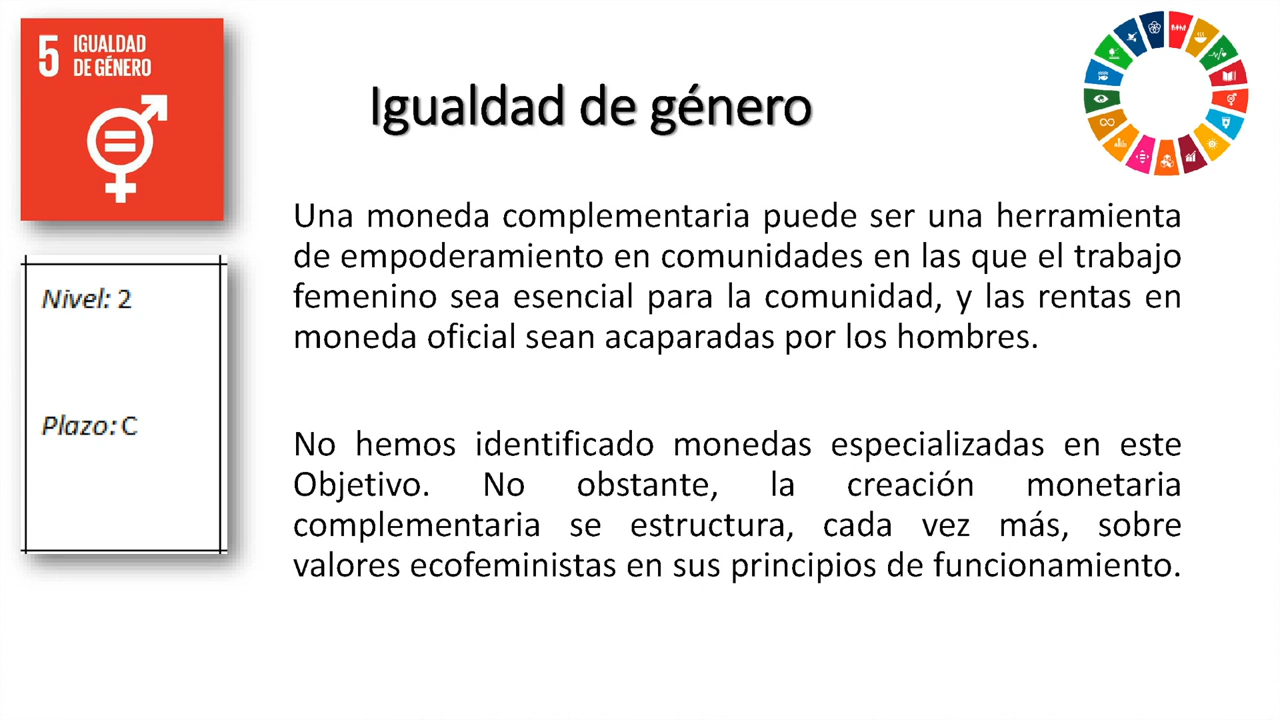 5 IGUALDAD
DE GÉNERO
Igualdad de género
Nivel: 2
Plazo: C
Una moneda complementaria puede ser una herramienta
de empoderamiento en comunidades en las que el trabajo
femenino sea esencial para la comunidad, y las rentas en
moneda oficial sean acaparadas por los hombres.
No hemos identificado monedas especializadas en este
Objetivo. No obstante, la creación monetaria
complementaria se estructura, cada vez más, sobre
valores ecofeministas en sus principios de funcionamiento.